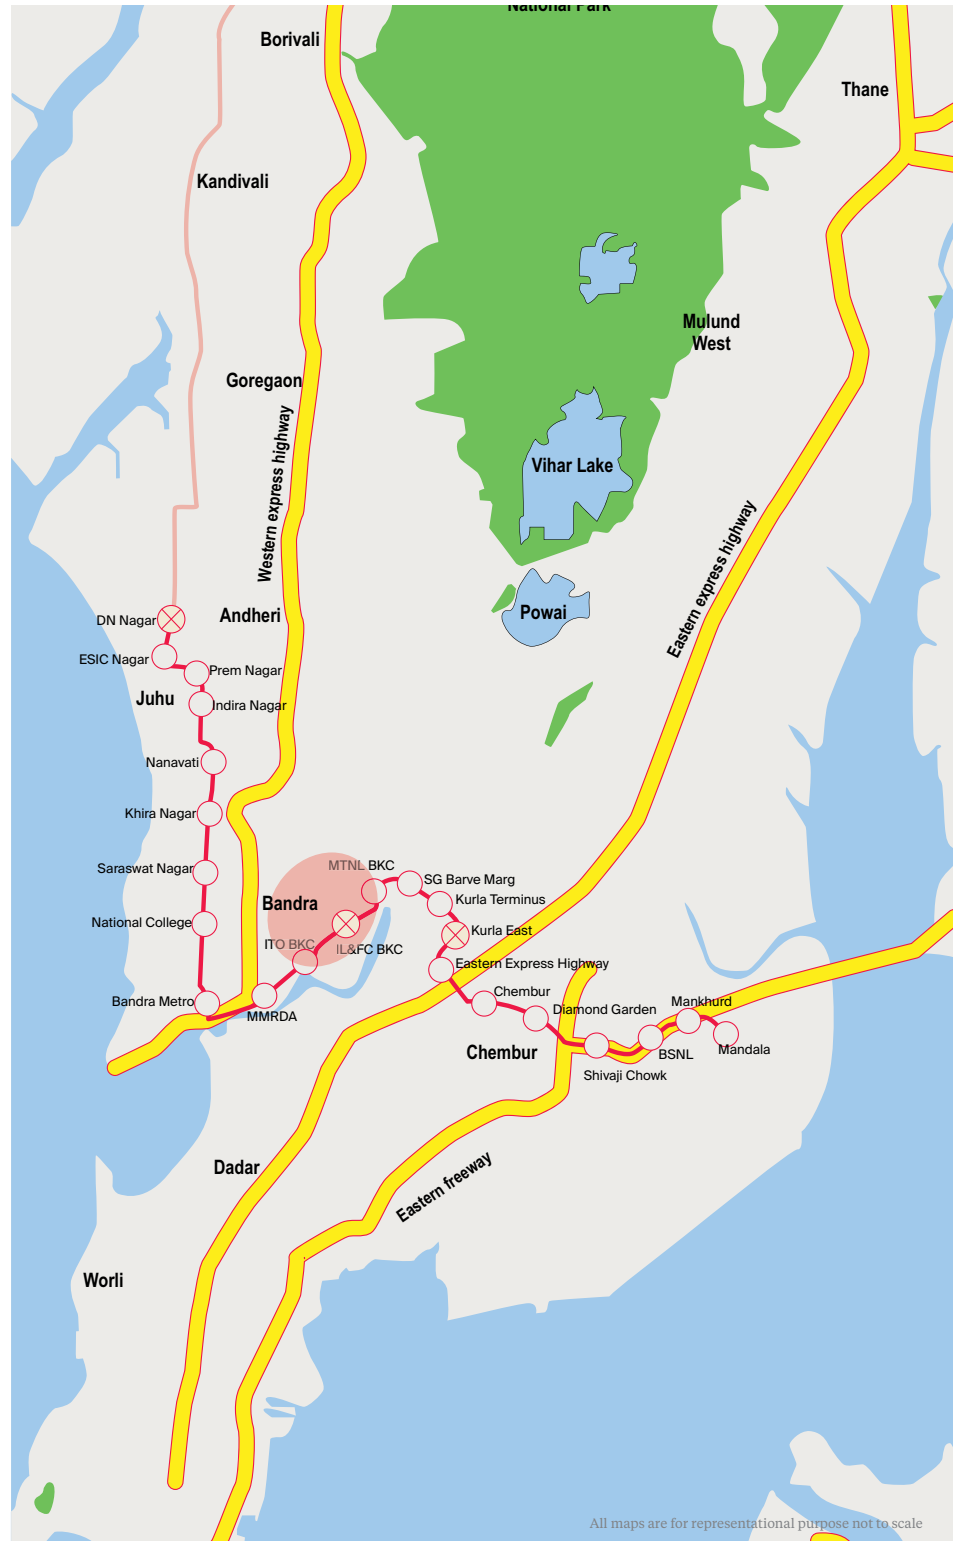 National Park
Borivali
Thane
Kandivali
Mulund
West
Goregaon
Western express highway
Vihar Lake
Eastern express highway
Powai
Andheri
DN Nagar
ESIC Nagar
Prem Nagar
Juhu
Indira Nagar
Nanavati
Khira Nagar
Saraswat Nagar
MTNL BKC
SG Barve Marg
Bandra
Kurla Terminus
National College
Kurla East
ITO BKC
IL&FC BKC
Eastern Express Highway
Chembur
Bandra Metro
MMRDA
Diamond Garden
Mankhurd
Chembur
BSNL
Mandala
Shivaji Chowk
Dadar
Eastern freeway
Worli
All maps are for representational purpose not to scale